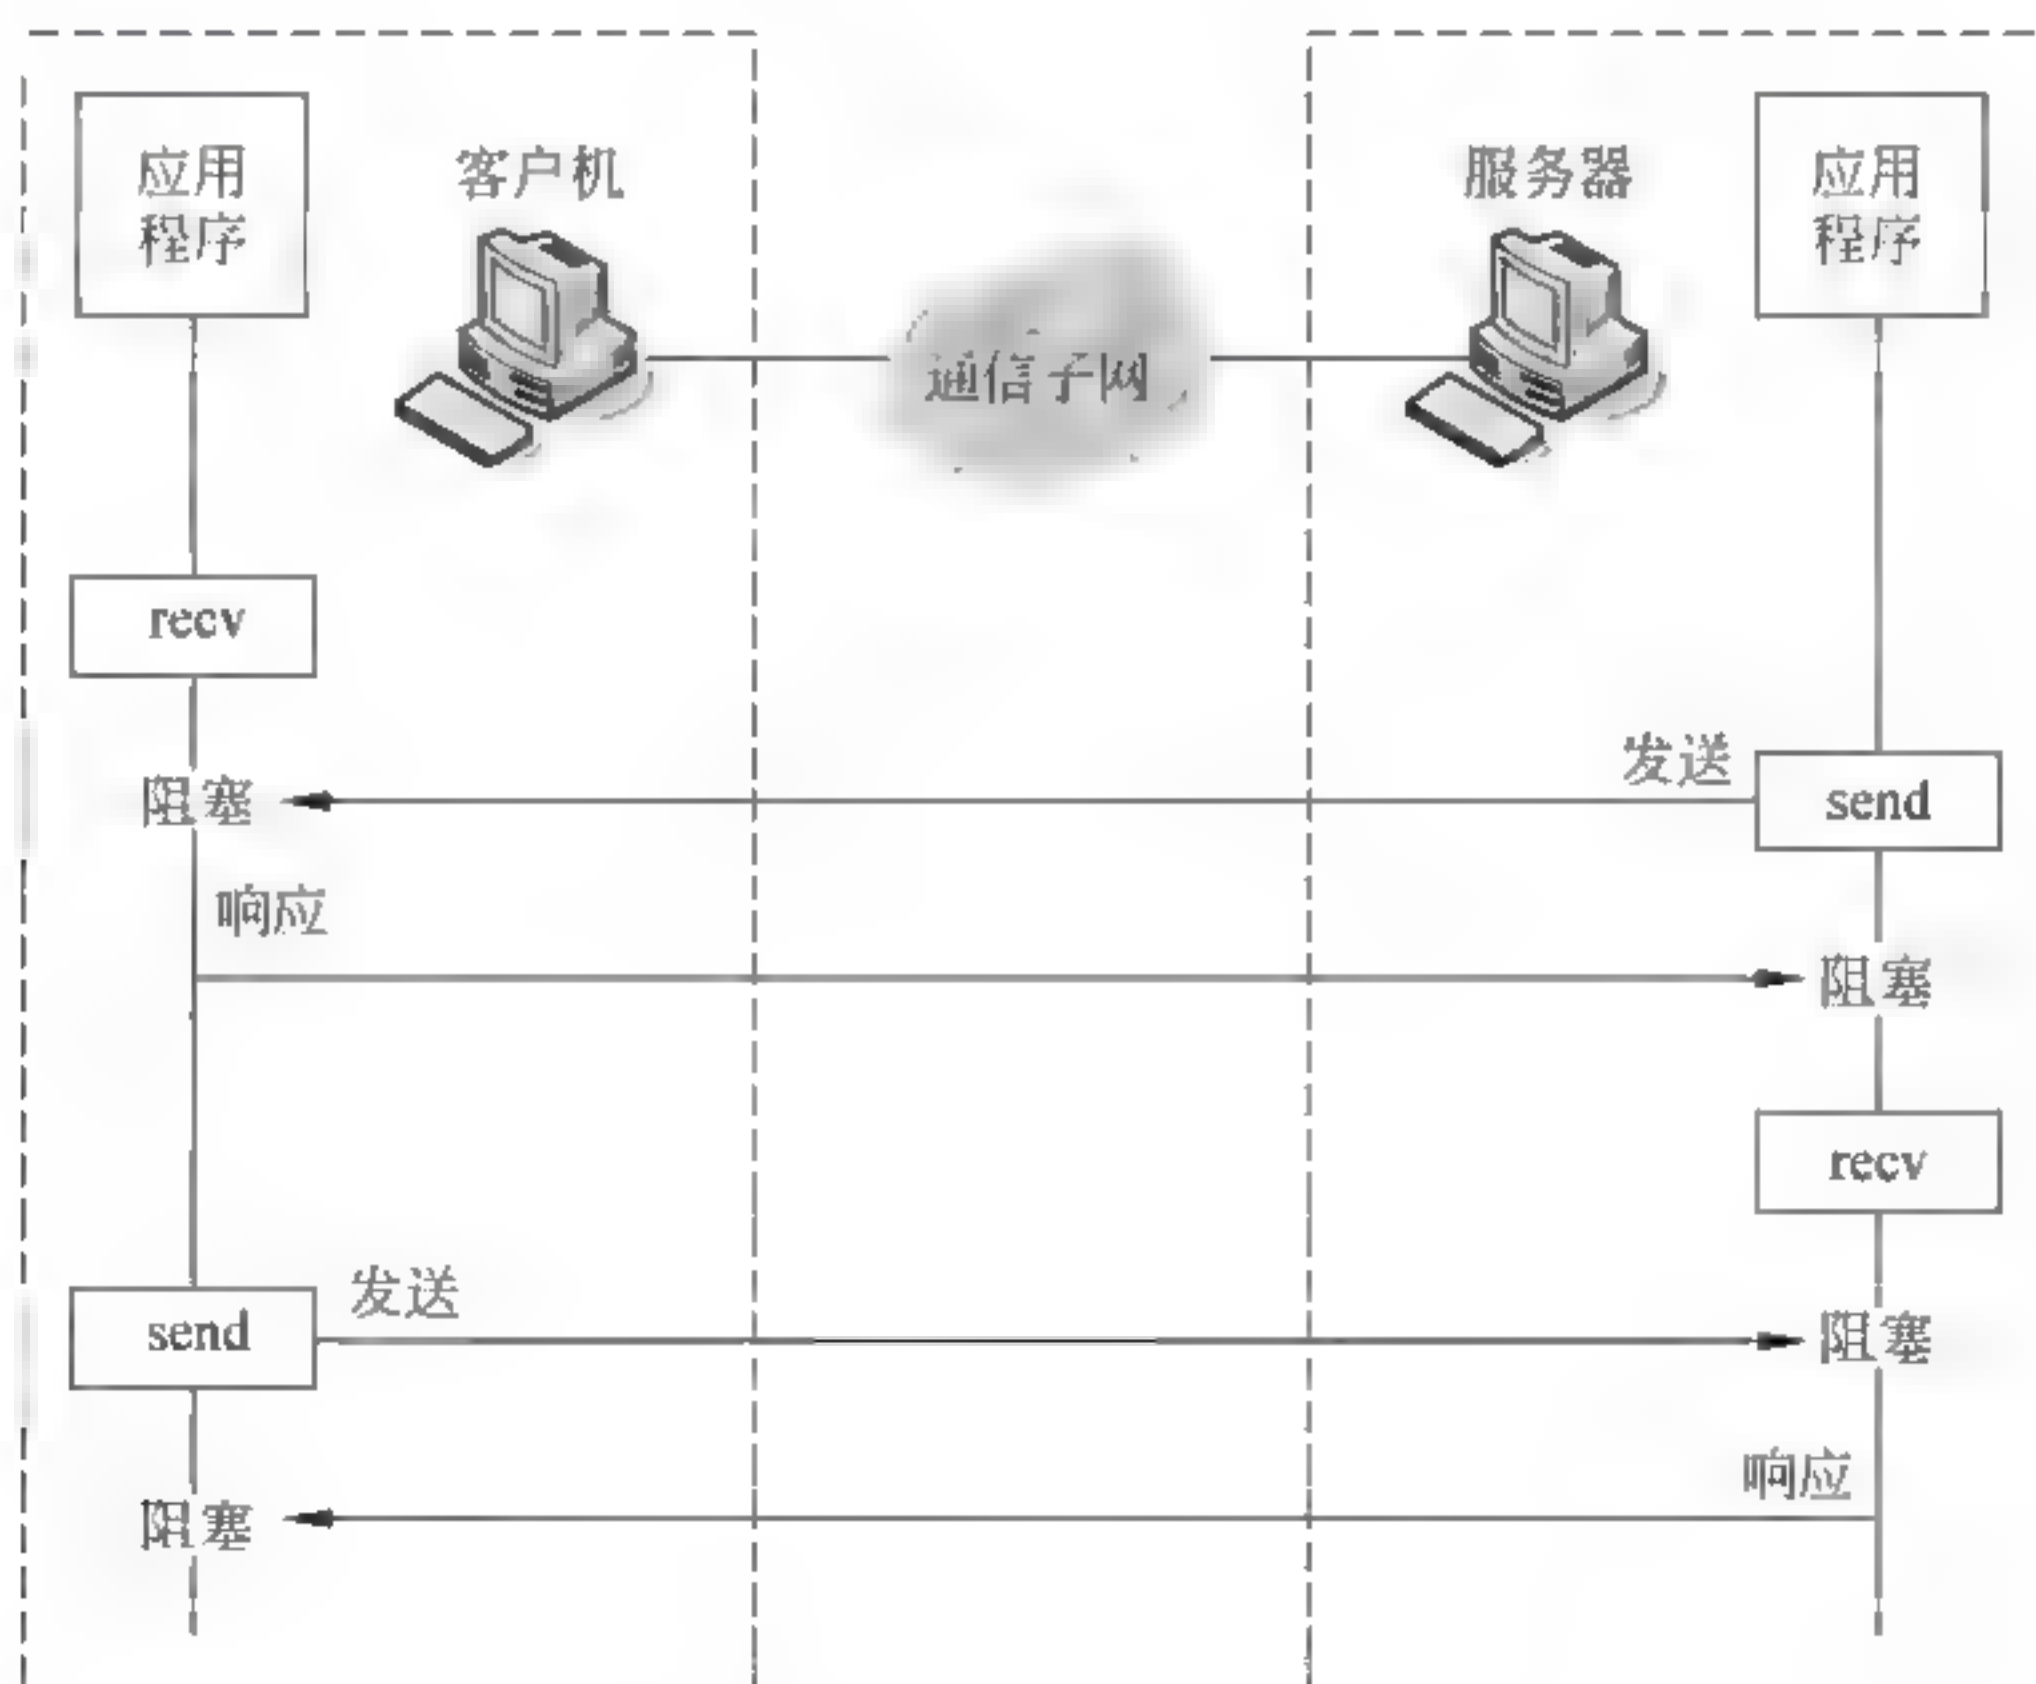 应用
程序
客户机
服务器
应用
程序
通信子网
recv
发送
send
阻塞
响应
阻塞
recv
发送
send
阻塞
响应
阻塞